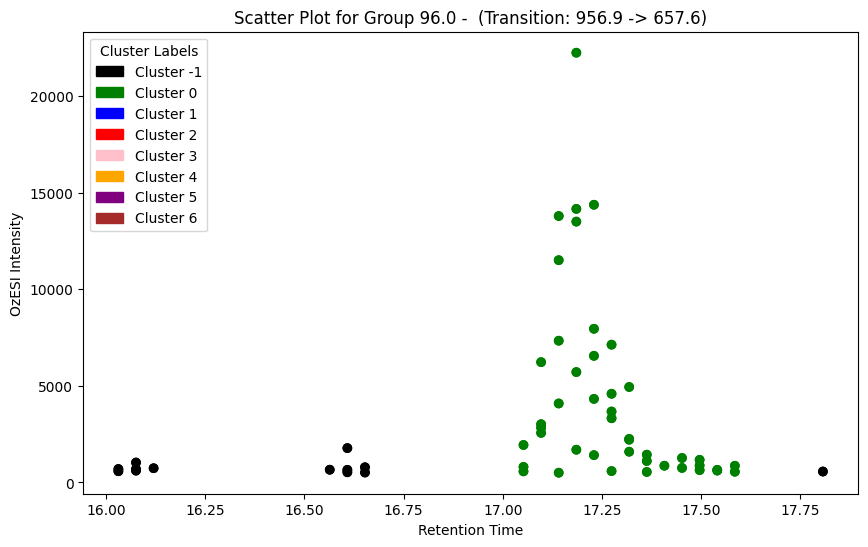 Scatter Plot for Group 96.0 -  (Transition: 956.9 -> 657.6)
Cluster Labels
Cluster -1
Cluster 0
Cluster 1
Cluster 2
Cluster 3
Cluster 4
Cluster 5
Cluster 6
OzESI Intensity
20000
15000
10000
5000
0
16.00 16.25 16.50 16.75 17.00 17.25 17.50 17.75
Retention Time